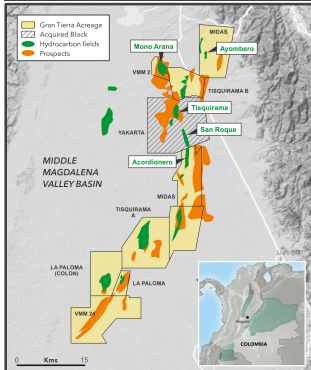 Gran Tierra Acreage
Acquired Block
Hydrocarbon fields
Prospects
MIDAS
Mono Arana
Ayombero
VMM 2
TISQUIRAMA B
Tisquirama
YAKARTA
San Roque
MIDDLE
MAGDALENA
VALLEY BASIN
Acordionero
MIDAS
TISQUIRAMA
A
LA PALOMA
(COLON)
LA PALOMA
VMM 24
Bogota
COLOMBIA
0 Kms 15